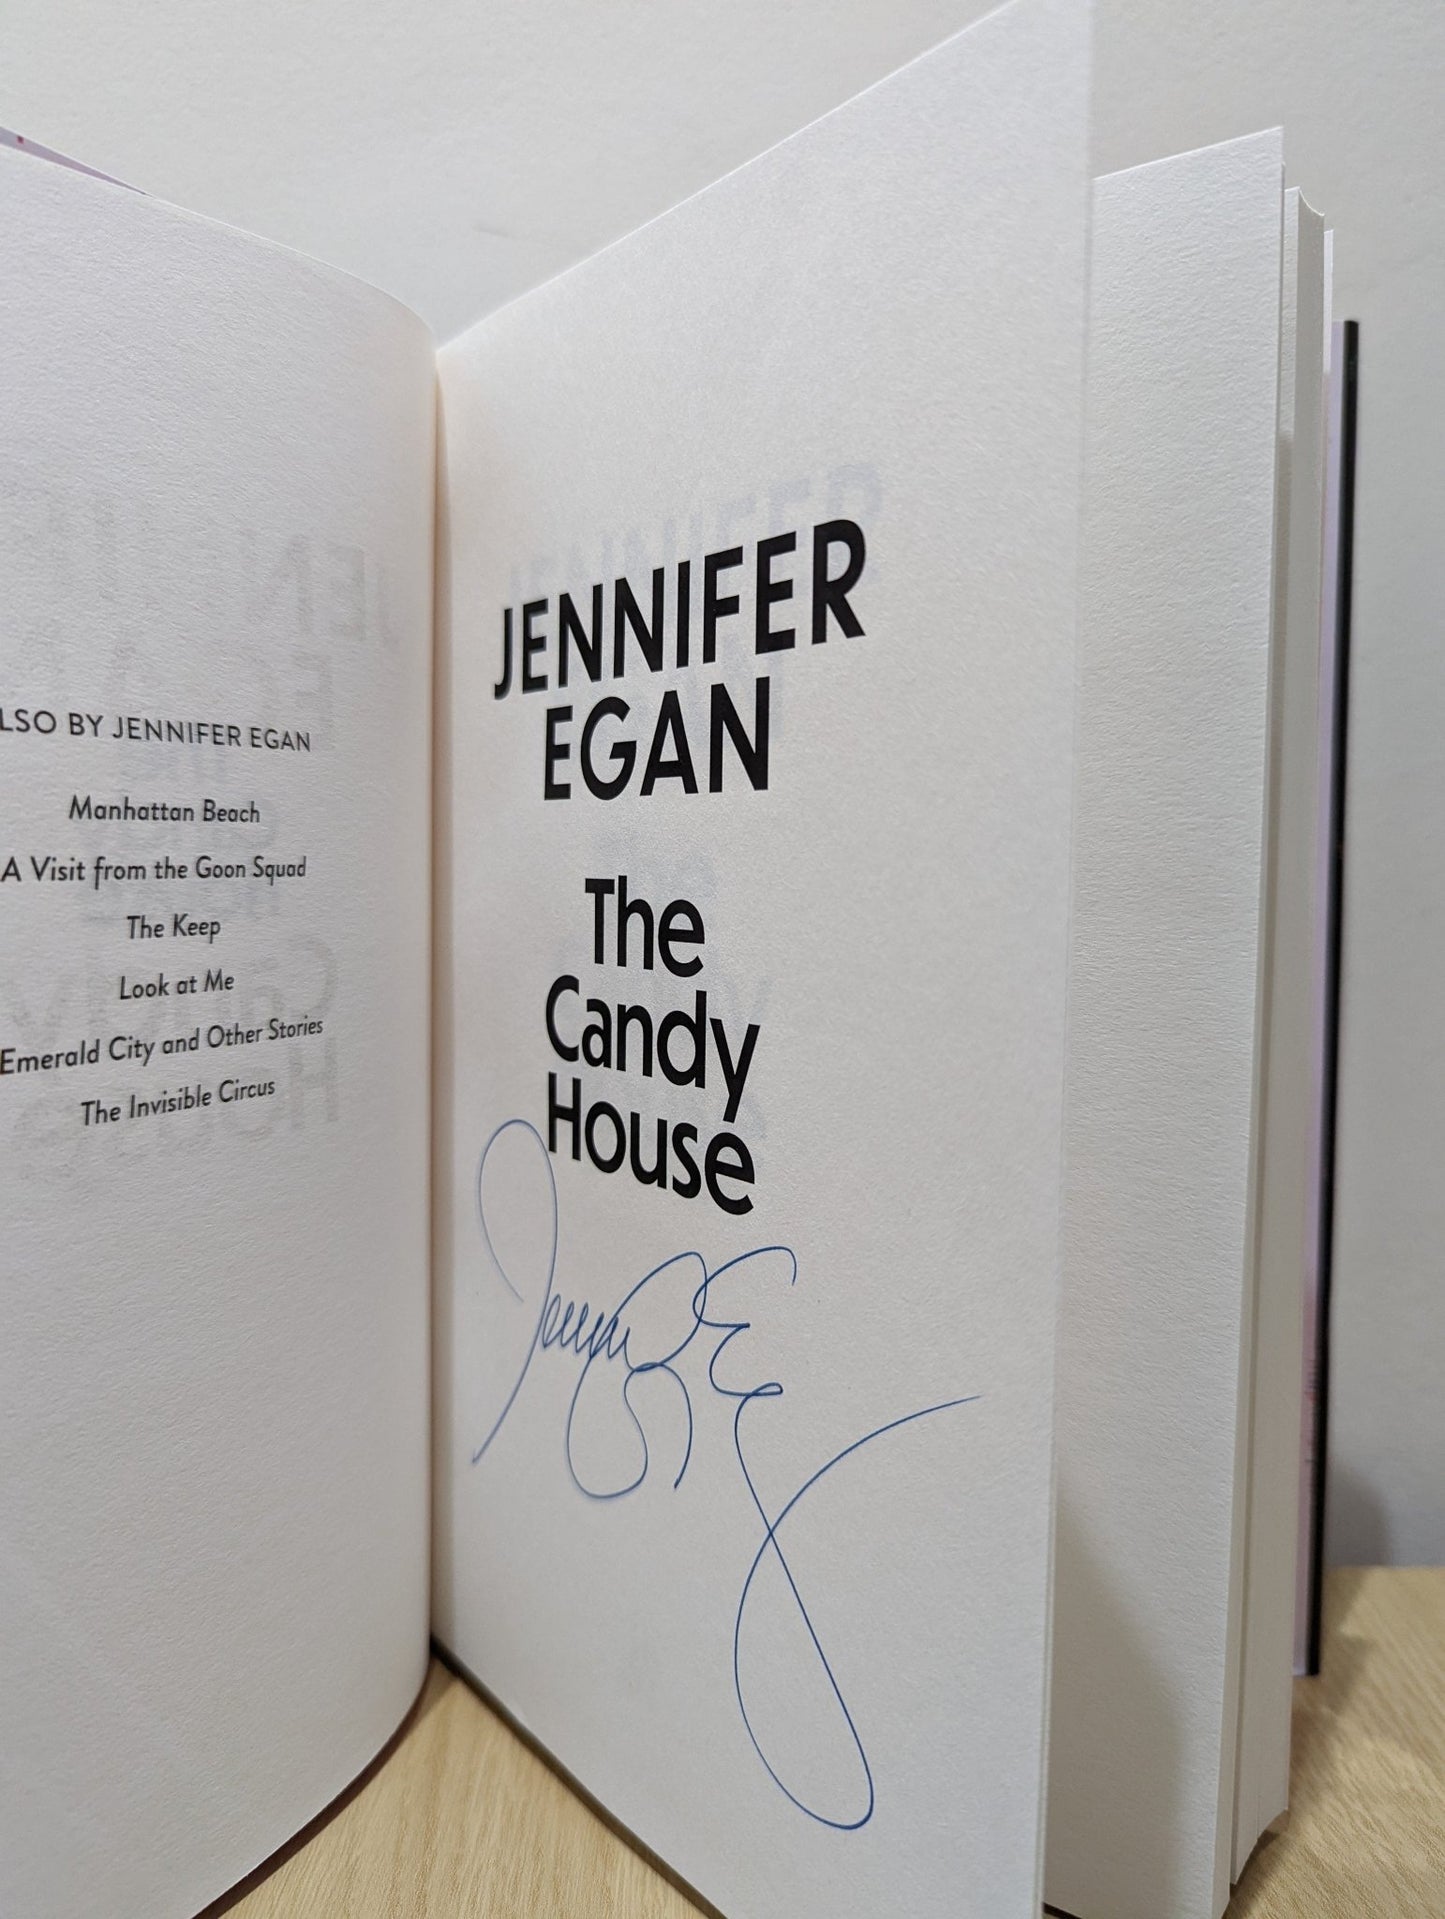 LSO BY JENNIFER EGAN
Manhattan Beach
A Visit from the Goon Squad
The Keep
Look at Me
Emerald City and Other Stories
The Invisible Circus
JENNIFER
EGAN
The
Candy
House